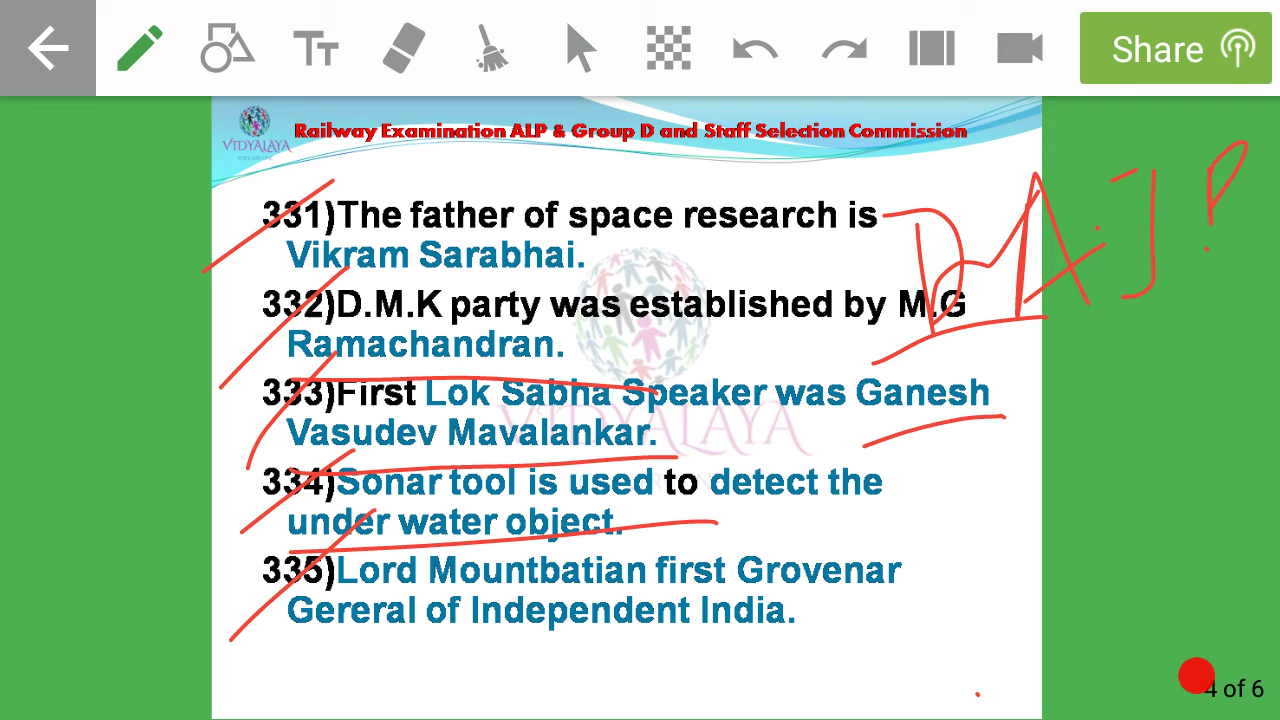 Share
VIDYALAYA
Railway Examination ALP & Group D and Staff Selection Commission
331)The father of space research is
Vikram Sarabhai.
332)D.M.K party was established by M.G
Ramachandran.
333)First Lok Sabha Speaker was Ganesh
Vasudev Mavalankar.
334)Sonar tool is used to detect the
under water object.
335)Lord Mountbatian first Grovenar
Gereral of Independent India.
VIDYALAYA
4 of 6